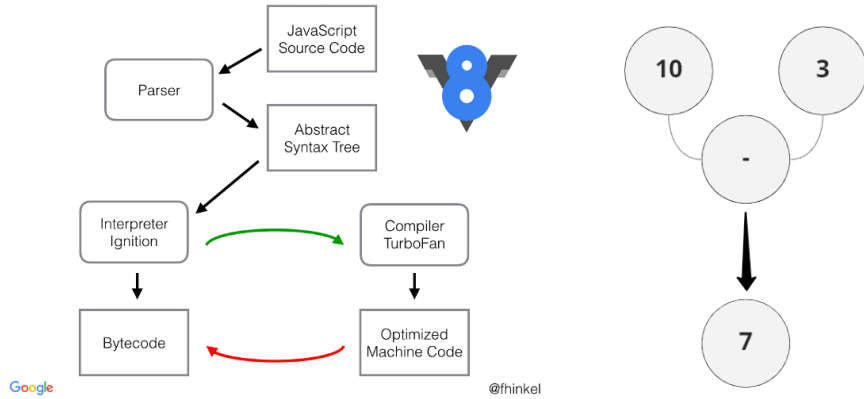 JavaScript
Source Code
Parser
Abstract
Syntax Tree
Interpreter
Ignition
Compiler
TurboFan
Bytecode
Optimized
Machine Code
Google
@fhinkel
8
10
3
-
7